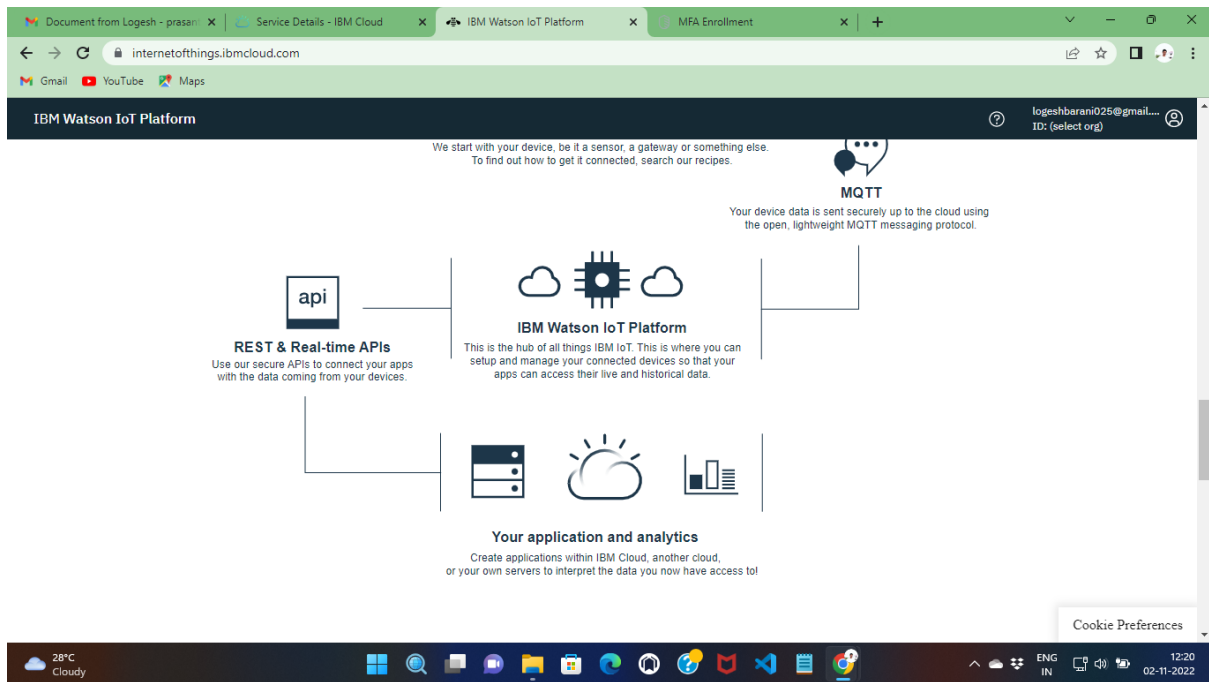 Document from Logesh - prasan
Service Details - IBM Cloud
IBM Watson IoT Platform
MFA Enrollment
internetofthings.ibmcloud.com
Gmail
YouTube
Maps
IBM Watson IoT Platform
logeshbarani025@gmail....
ID: (select org)
We start with your device, be it a sensor, a gateway or something else.
To find out how to get it connected, search our recipes.
MQTT
Your device data is sent securely up to the cloud using
the open, lightweight MQTT messaging protocol.
api
REST & Real-time APIs
Use our secure APIs to connect your apps
with the data coming from your devices.
IBM Watson IoT Platform
This is the hub of all things IBM IoT. This is where you can
setup and manage your connected devices so that your
apps can access their live and historical data.
Your application and analytics
Create applications within IBM Cloud, another cloud,
or your own servers to interpret the data you now have access to!
Cookie Preferences
28°C
Cloudy
ENG
IN
12:20
02-11-2022